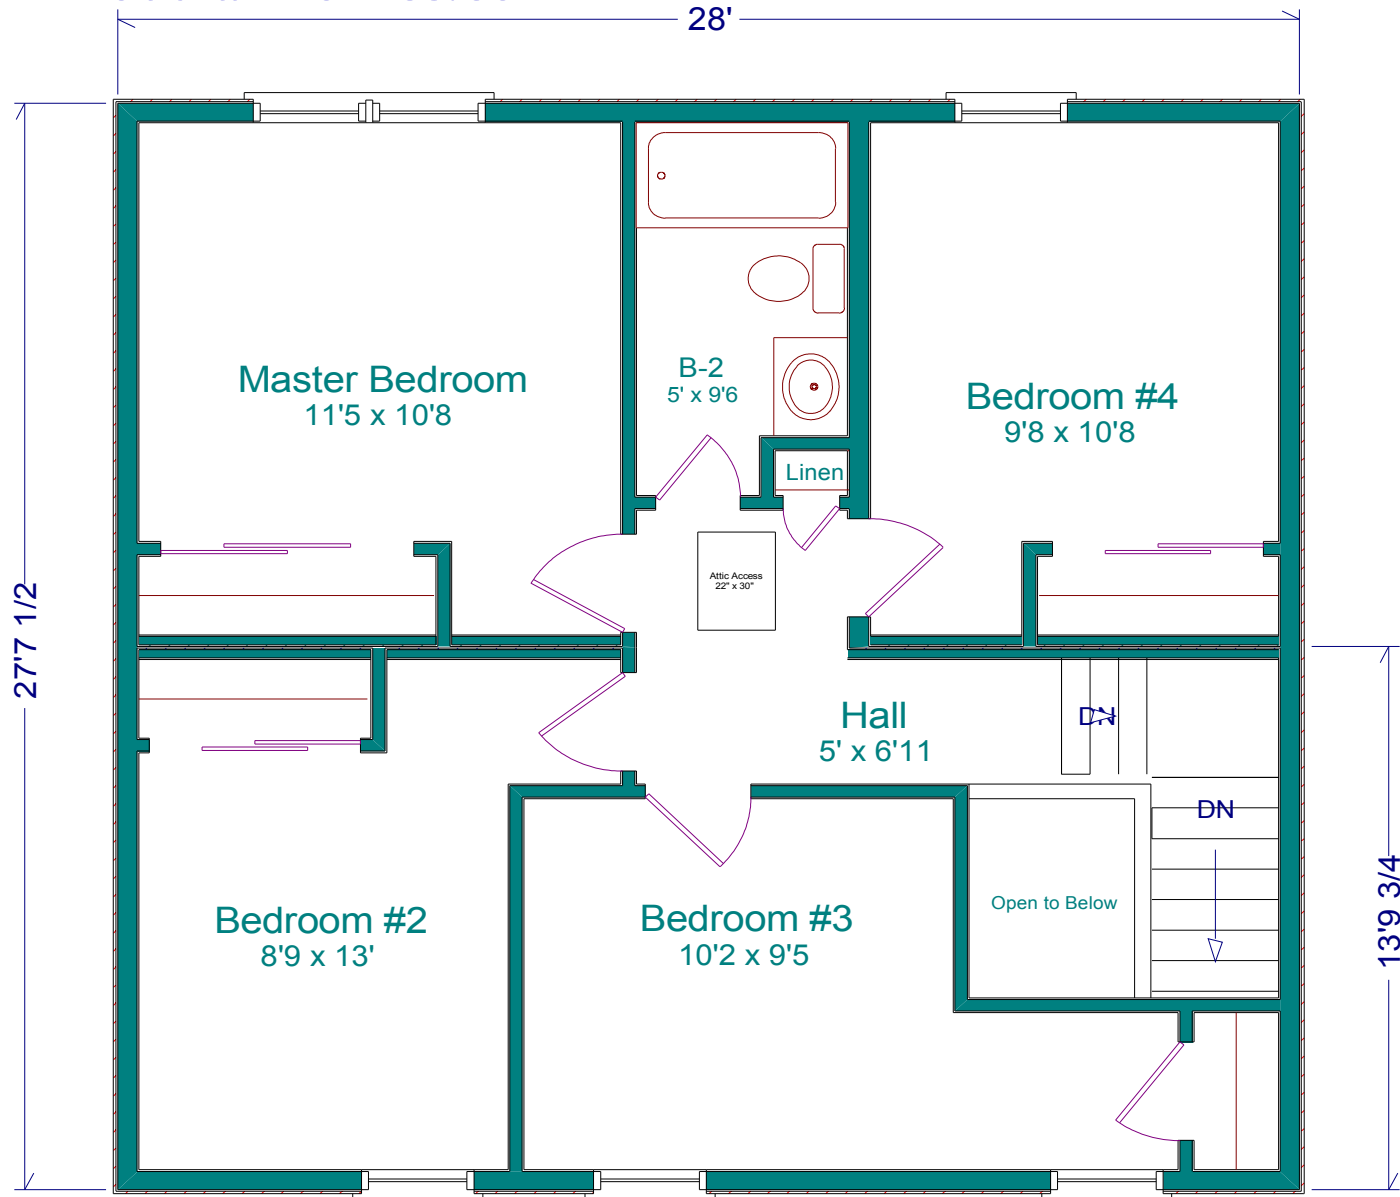 28'
Master Bedroom
11'5 x 10'8
B-2
5' x 9'6
Bedroom #4
9'8 x 10'8
Linen
Attic Access
22" x 30"
27'7 1/2
Hall
5' x 6'11
DN
DN
Bedroom #2
8'9 x 13'
Bedroom #3
10'2 x 9'5
Open to Below
13'9 3/4